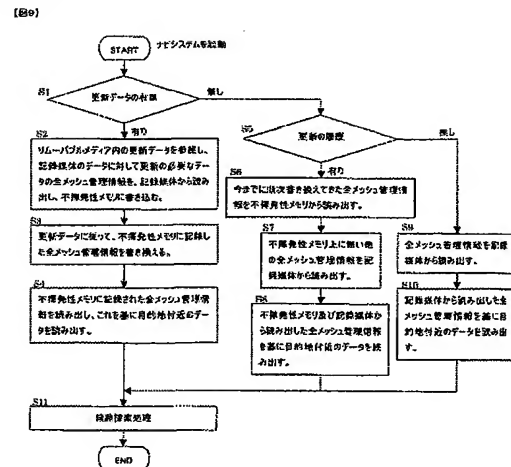 【図9】
START
ナビシステムを起動
S1
更新データの有無
無し
有り
S2
リムーバブルメディア内の更新データを参照し、
記録媒体のデータに対して更新の必要なデー
タの全メッシュ管理情報を、記録媒体から読み
出し、不揮発性メモリに書き込む。
S3
更新データに従って、不揮発性メモリに記録し
た全メッシュ管理情報を書き換える。
S4
不揮発性メモリに記録された全メッシュ管理情
報を読み出し、これを基に目的地付近のデー
タを読み出す。
S5
更新の履歴
無し
有り
S6
今までに順次書き換えてきた全メッシュ管理情
報を不揮発性メモリから読み出す。
S7
不揮発性メモリ上に無い他
の全メッシュ管理情報を記
録媒体から読み出す。
S8
不揮発性メモリ及び記録媒体か
ら読み出した全メッシュ管理情報
を基に目的地付近のデータを読
み出す。
S9
全メッシュ管理情報を記録
媒体から読み出す。
S10
記録媒体から読み出した全
メッシュ管理情報を基に目
的地付近のデータを読み出
す。
S11
経路探索処理
END